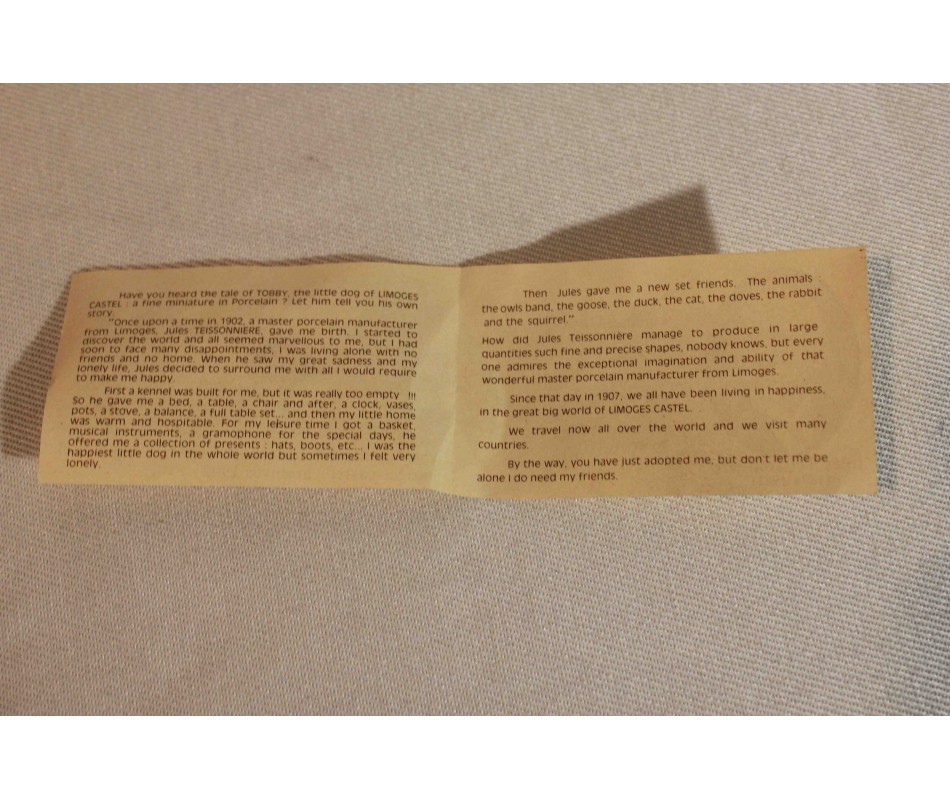 Have you heard the tale of TOBBY, the little dog of LIMOGES
CASTEL : a fine miniature in Porcelain ? Let him tell you his own
story.
"Once upon a time in 1902, a master porcelain manufacturer
from Limoges, Jules TEISSONNIERE, gave me birth. I started to
discover the world and all seemed marvellous to me, but I had
soon to face many disappointments, I was living alone with no
friends and no home. When he saw my great sadness and my
lonely life, Jules decided to surround me with all I would require
to make me happy.
First a kennel was built for me, but it was really too empty !!!
So he gave me a bed, a table, a chair and after, a clock, vases,
pots, a stove, a balance, a full table set... and then my little home
was warm and hospitable. For my leisure time I got a basket,
musical instruments, a gramophone for the special days, he
offered me a collection of presents : hats, boots, etc... I was the
happiest little dog in the whole world but sometimes I felt very
lonely.
Then Jules gave me a new set friends. The animals :
the owls band, the goose, the duck, the cat, the doves, the rabbit
and the squirrel."
How did Jules Teissonnière manage to produce in large
quantities such fine and precise shapes, nobody knows, but every
one admires the exceptional imagination and ability of that
wonderful master porcelain manufacturer from Limoges.
Since that day in 1907, we all have been living in happiness,
in the great big world of LIMOGES CASTEL.
We travel now all over the world and we visit many
countries.
By the way, you have just adopted me, but don't let me be
alone I do need my friends.